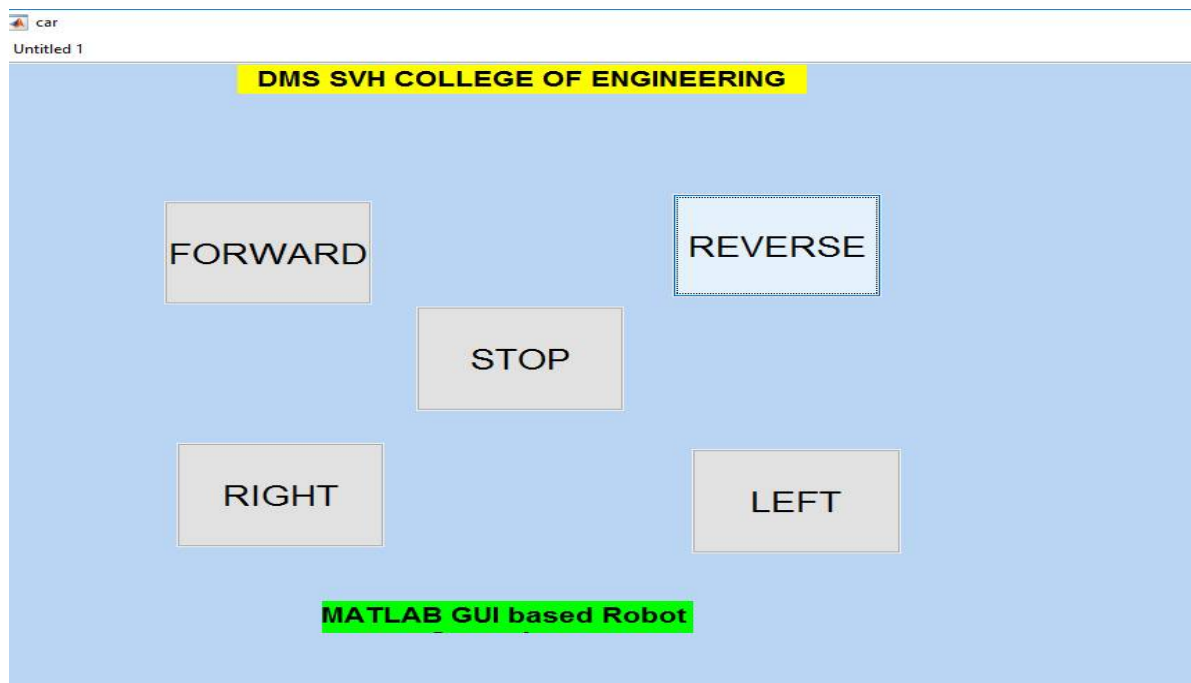 car
Untitled 1
DMS SVH COLLEGE OF ENGINEERING
FORWARD
REVERSE
STOP
RIGHT
LEFT
MATLAB GUI based Robot